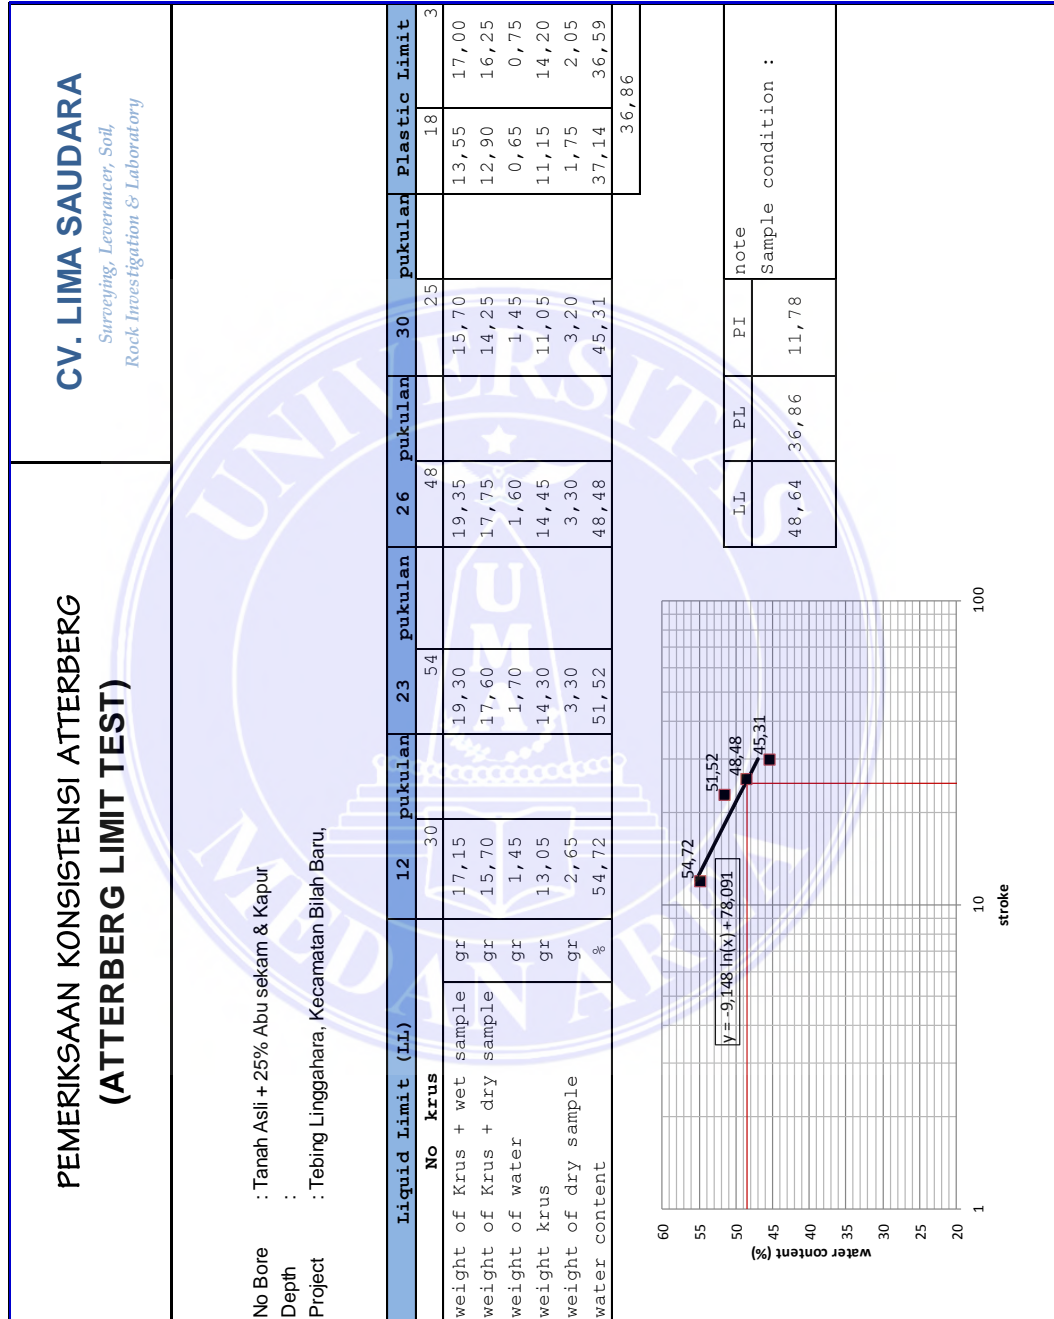 PEMERIKSAAN KONSISTENSI ATTERBERG
(ATTERBERG LIMIT TEST)
CV. LIMA SAUDARA
Surveying, Leverancer, Soil,
Rock Investigation & Laboratory
No Bore : Tanah Asli + 25% Abu sekam & Kapur
Depth :
Project : Tebing Linggahara, Kecamatan Bilah Baru,
Liquid Limit (LL) 12 pukulan 23 pukulan 26 pukulan 30 pukulan Plastic Limit
No krus 30 54 48 25 18 3
weight of Krus + wet sample gr 17,15 19,30 19,35 15,70 13,55 17,00
weight of Krus + dry sample gr 15,70 17,60 17,75 14,25 12,90 16,25
weight of water gr 1,45 1,70 1,60 1,45 0,65 0,75
weight krus gr 13,05 14,30 14,45 11,05 11,15 14,20
weight of dry sample gr 2,65 3,30 3,30 3,20 1,75 2,05
water content % 54,72 51,52 48,48 45,31 37,14 36,59
36,86
LL PL PI note
48,64 36,86 11,78 Sample condition :
60
55
50
45
40
35
30
25
20
water content (%)
54,72
51,52
48,48
45,31
y = -9,148 ln(x) + 78,091
1 10 100
stroke
UNIVERSITAS
MEDAN AREA
UMA